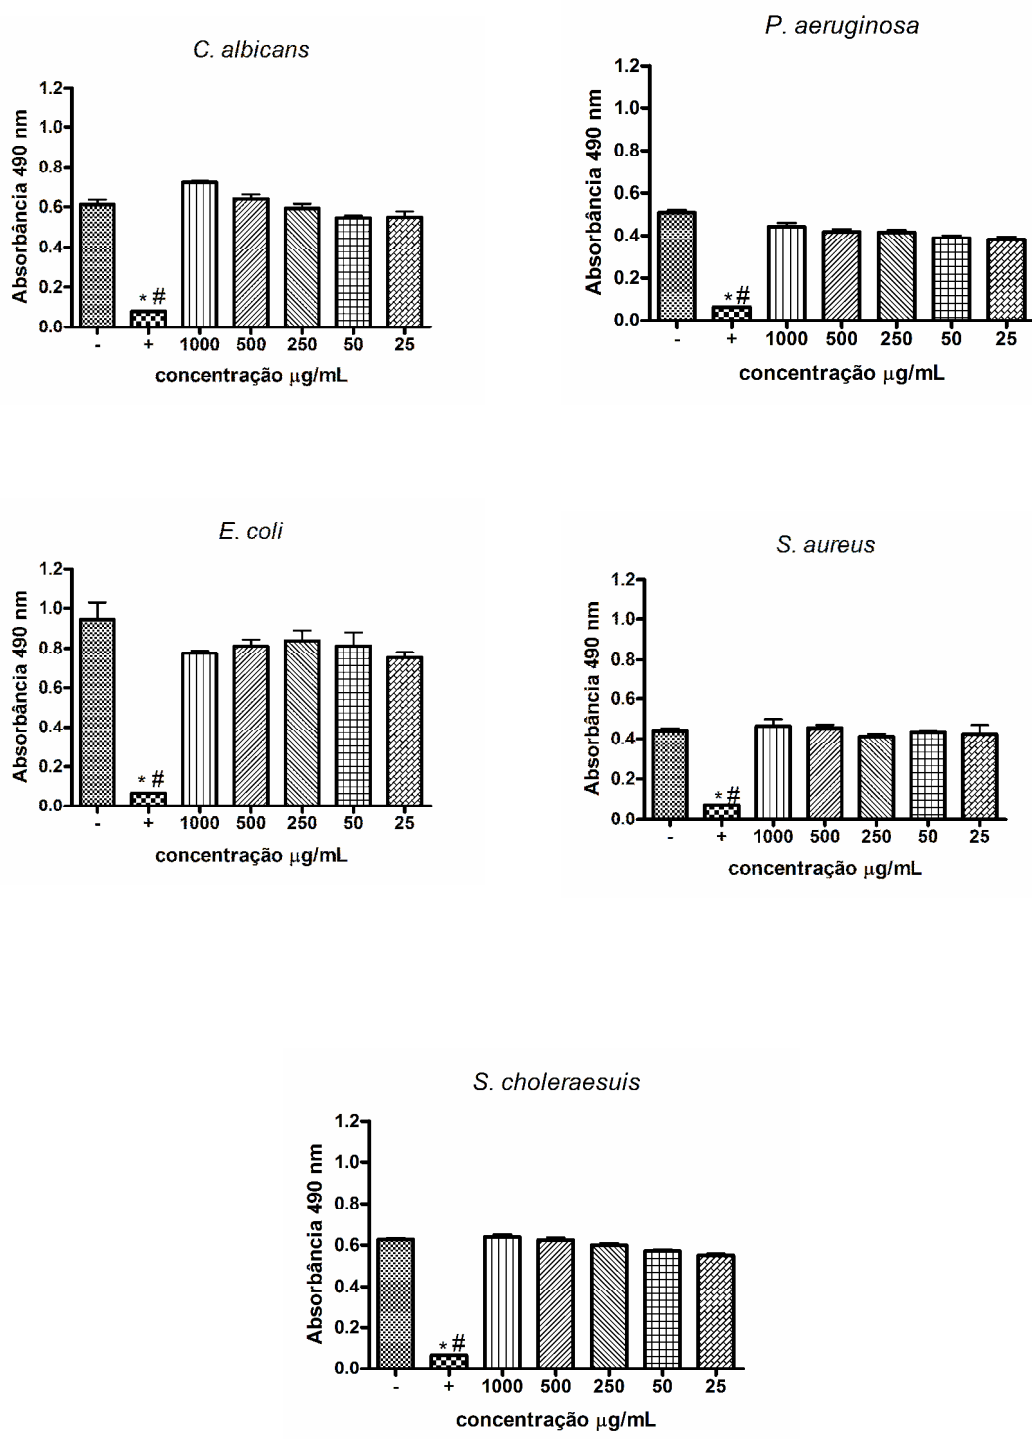 C. albicans
Absorbância 490 nm
1.2
1.0
0.8
0.6
0.4
0.2
0.0
* #
- + 1000 500 250 50 25
concentração µg/mL
P. aeruginosa
Absorbância 490 nm
1.2
1.0
0.8
0.6
0.4
0.2
0.0
* #
- + 1000 500 250 50 25
concentração µg/mL
E. coli
Absorbância 490 nm
1.2
1.0
0.8
0.6
0.4
0.2
0.0
* #
- + 1000 500 250 50 25
concentração µg/mL
S. aureus
Absorbância 490 nm
1.2
1.0
0.8
0.6
0.4
0.2
0.0
* #
- + 1000 500 250 50 25
concentração µg/mL
S. choleraesuis
Absorbância 490 nm
1.2
1.0
0.8
0.6
0.4
0.2
0.0
* #
- + 1000 500 250 50 25
concentração µg/mL